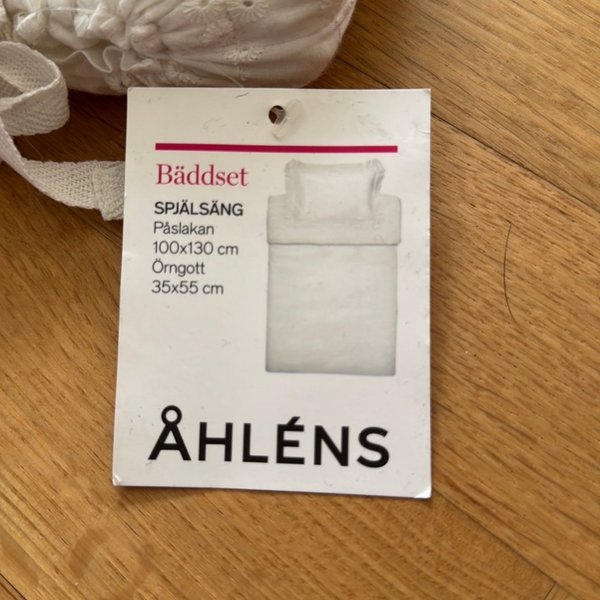 Bäddset
SPJÄLSÄNG
Påslakan
100x130 cm
Örngott
35x55 cm
ÅHLÉNS